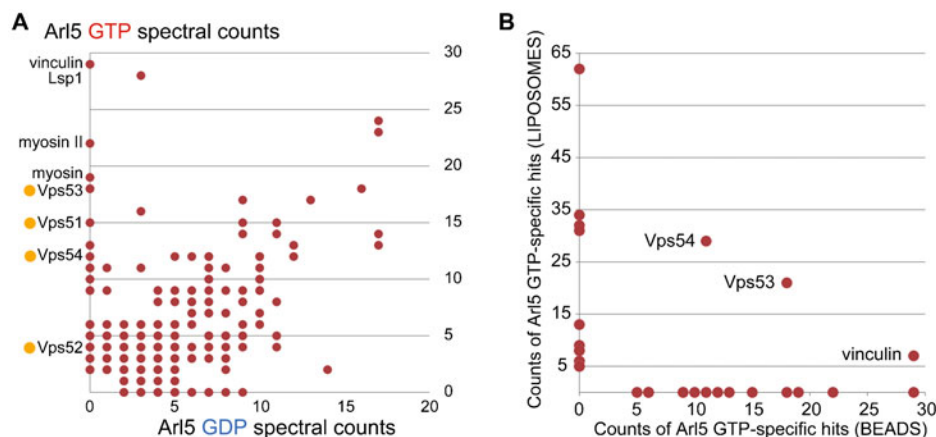 A
Arl5 GTP spectral counts
30
25
20
15
10
5
0
vinculin
Lsp1
myosin II
myosin
Vps53
Vps51
Vps54
Vps52
0 5 10 15 20
Arl5 GDP spectral counts
B
Counts of Arl5 GTP-specific hits (LIPOSOMES)
65
55
45
35
25
15
5
Vps54
Vps53
vinculin
0 5 10 15 20 25 30
Counts of Arl5 GTP-specific hits (BEADS)